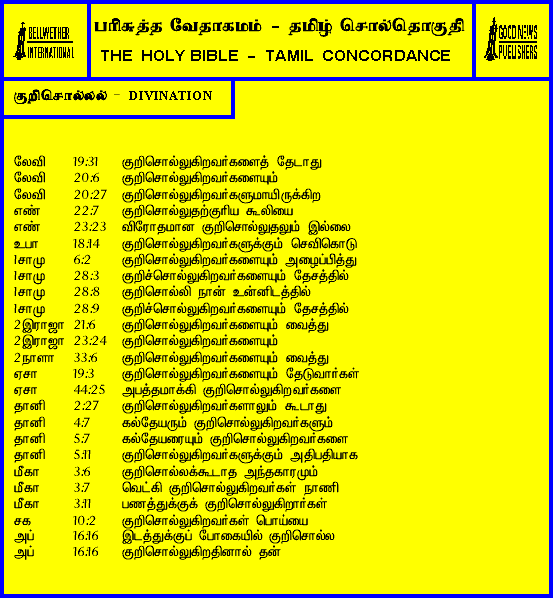 BELLWETHER
INTERNATIONAL
பரிசுத்த வேதாகமம் - தமிழ் சொல்தொகுதி
THE HOLY BIBLE - TAMIL CONCORDANCE
GOOD NEWS
PUBLISHERS
குறிசொல்லல் - DIVINATION
லேவி 19:31 குறிசொல்லுகிறவர்களைத் தேடாது
லேவி 20:6 குறிசொல்லுகிறவர்களையும்
லேவி 20:27 குறிசொல்லுகிறவர்களுமாயிருக்கிற
எண் 22:7 குறிசொல்லுதற்குரிய கூலியை
எண் 23:23 விரோதமான குறிசொல்லுதலும் இல்லை
உபா 18:14 குறிசொல்லுகிறவர்களுக்கும் செவிகொடு
1சாமு 6:2 குறிசொல்லுகிறவர்களையும் அழைப்பித்து
1சாமு 28:3 குறிச்சொல்லுகிறவர்களையும் தேசத்தில்
1சாமு 28:8 குறிசொல்லி நான் உன்னிடத்தில்
1சாமு 28:9 குறிச்சொல்லுகிறவர்களையும் தேசத்தில்
2இராஜா 21:6 குறிசொல்லுகிறவர்களையும் வைத்து
2இராஜா 23:24 குறிசொல்லுகிறவர்களையும்
2நாளா 33:6 குறிசொல்லுகிறவர்களையும் வைத்து
ஏசா 19:3 குறிசொல்லுகிறவர்களையும் தேடுவார்கள்
ஏசா 44:25 அபத்தமாக்கி குறிசொல்லுகிறவர்களை
தானி 2:27 குறிசொல்லுகிறவர்களாலும் கூடாது
தானி 4:7 கல்தேயரும் குறிசொல்லுகிறவர்களும்
தானி 5:7 கல்தேயரையும் குறிசொல்லுகிறவர்களை
தானி 5:11 குறிசொல்லுகிறவர்களுக்கும் அதிபதியாக
மீகா 3:6 குறிசொல்லக்கூடாத அந்தகாரமும்
மீகா 3:7 வெட்கி குறிசொல்லுகிறவர்கள் நாணி
மீகா 3:11 பணத்துக்குக் குறிசொல்லுகிறார்கள்
சக 10:2 குறிசொல்லுகிறவர்கள் பொய்யை
அப் 16:16 இடத்துக்குப் போகையில் குறிசொல்ல
அப் 16:16 குறிசொல்லுகிறதினால் தன்